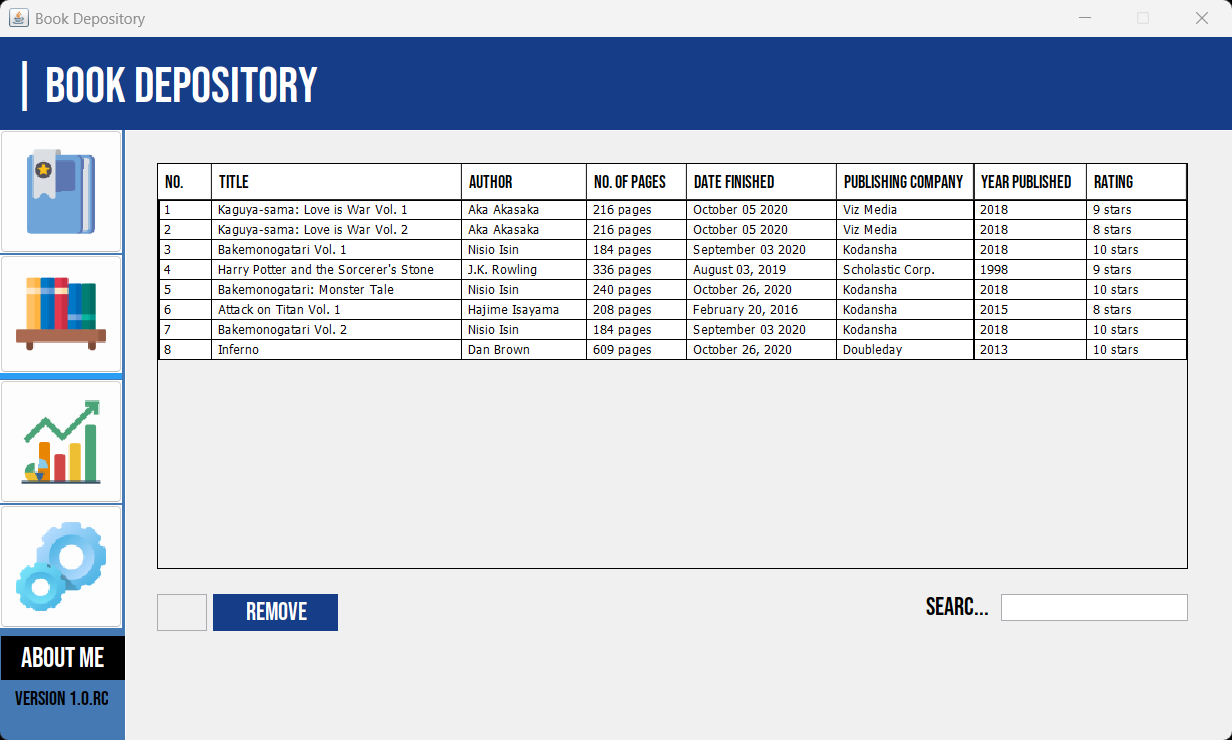 Book Depository
| BOOK DEPOSITORY
NO. TITLE AUTHOR NO. OF PAGES DATE FINISHED PUBLISHING COMPANY YEAR PUBLISHED RATING
1 Kaguya-sama: Love is War Vol. 1 Aka Akasaka 216 pages October 05 2020 Viz Media 2018 9 stars
2 Kaguya-sama: Love is War Vol. 2 Aka Akasaka 216 pages October 05 2020 Viz Media 2018 8 stars
3 Bakemonogatari Vol. 1 Nisio Isin 184 pages September 03 2020 Kodansha 2018 10 stars
4 Harry Potter and the Sorcerer's Stone J.K. Rowling 336 pages August 03, 2019 Scholastic Corp. 1998 9 stars
5 Bakemonogatari: Monster Tale Nisio Isin 240 pages October 26, 2020 Kodansha 2018 10 stars
6 Attack on Titan Vol. 1 Hajime Isayama 208 pages February 20, 2016 Kodansha 2015 8 stars
7 Bakemonogatari Vol. 2 Nisio Isin 184 pages September 03 2020 Kodansha 2018 10 stars
8 Inferno Dan Brown 609 pages October 26, 2020 Doubleday 2013 10 stars
REMOVE SEARC...
ABOUT ME
VERSION 1.0.RC